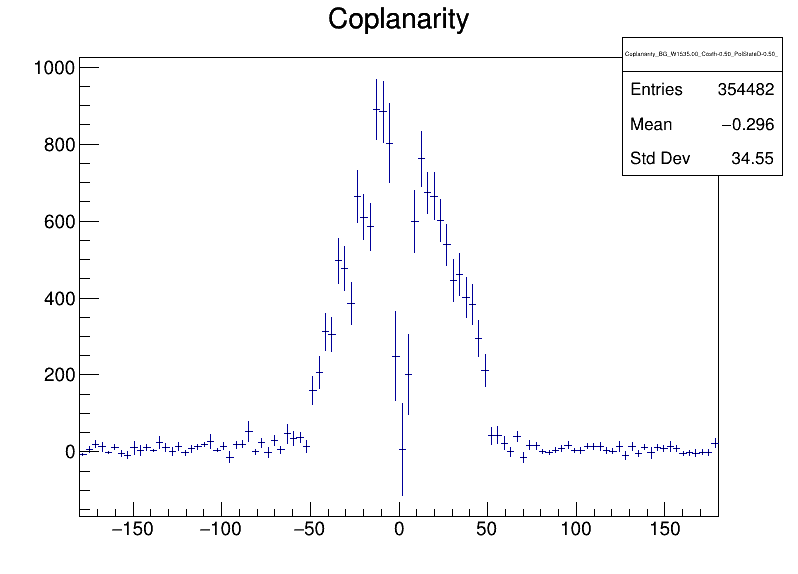 Coplanarity
Coplanarity_BG_W1535.00_Costh-0.50_PolStateD-0.50_
Entries 354482
Mean −0.296
Std Dev 34.55
1000
800
600
400
200
0
−150 −100 −50 0 50 100 150